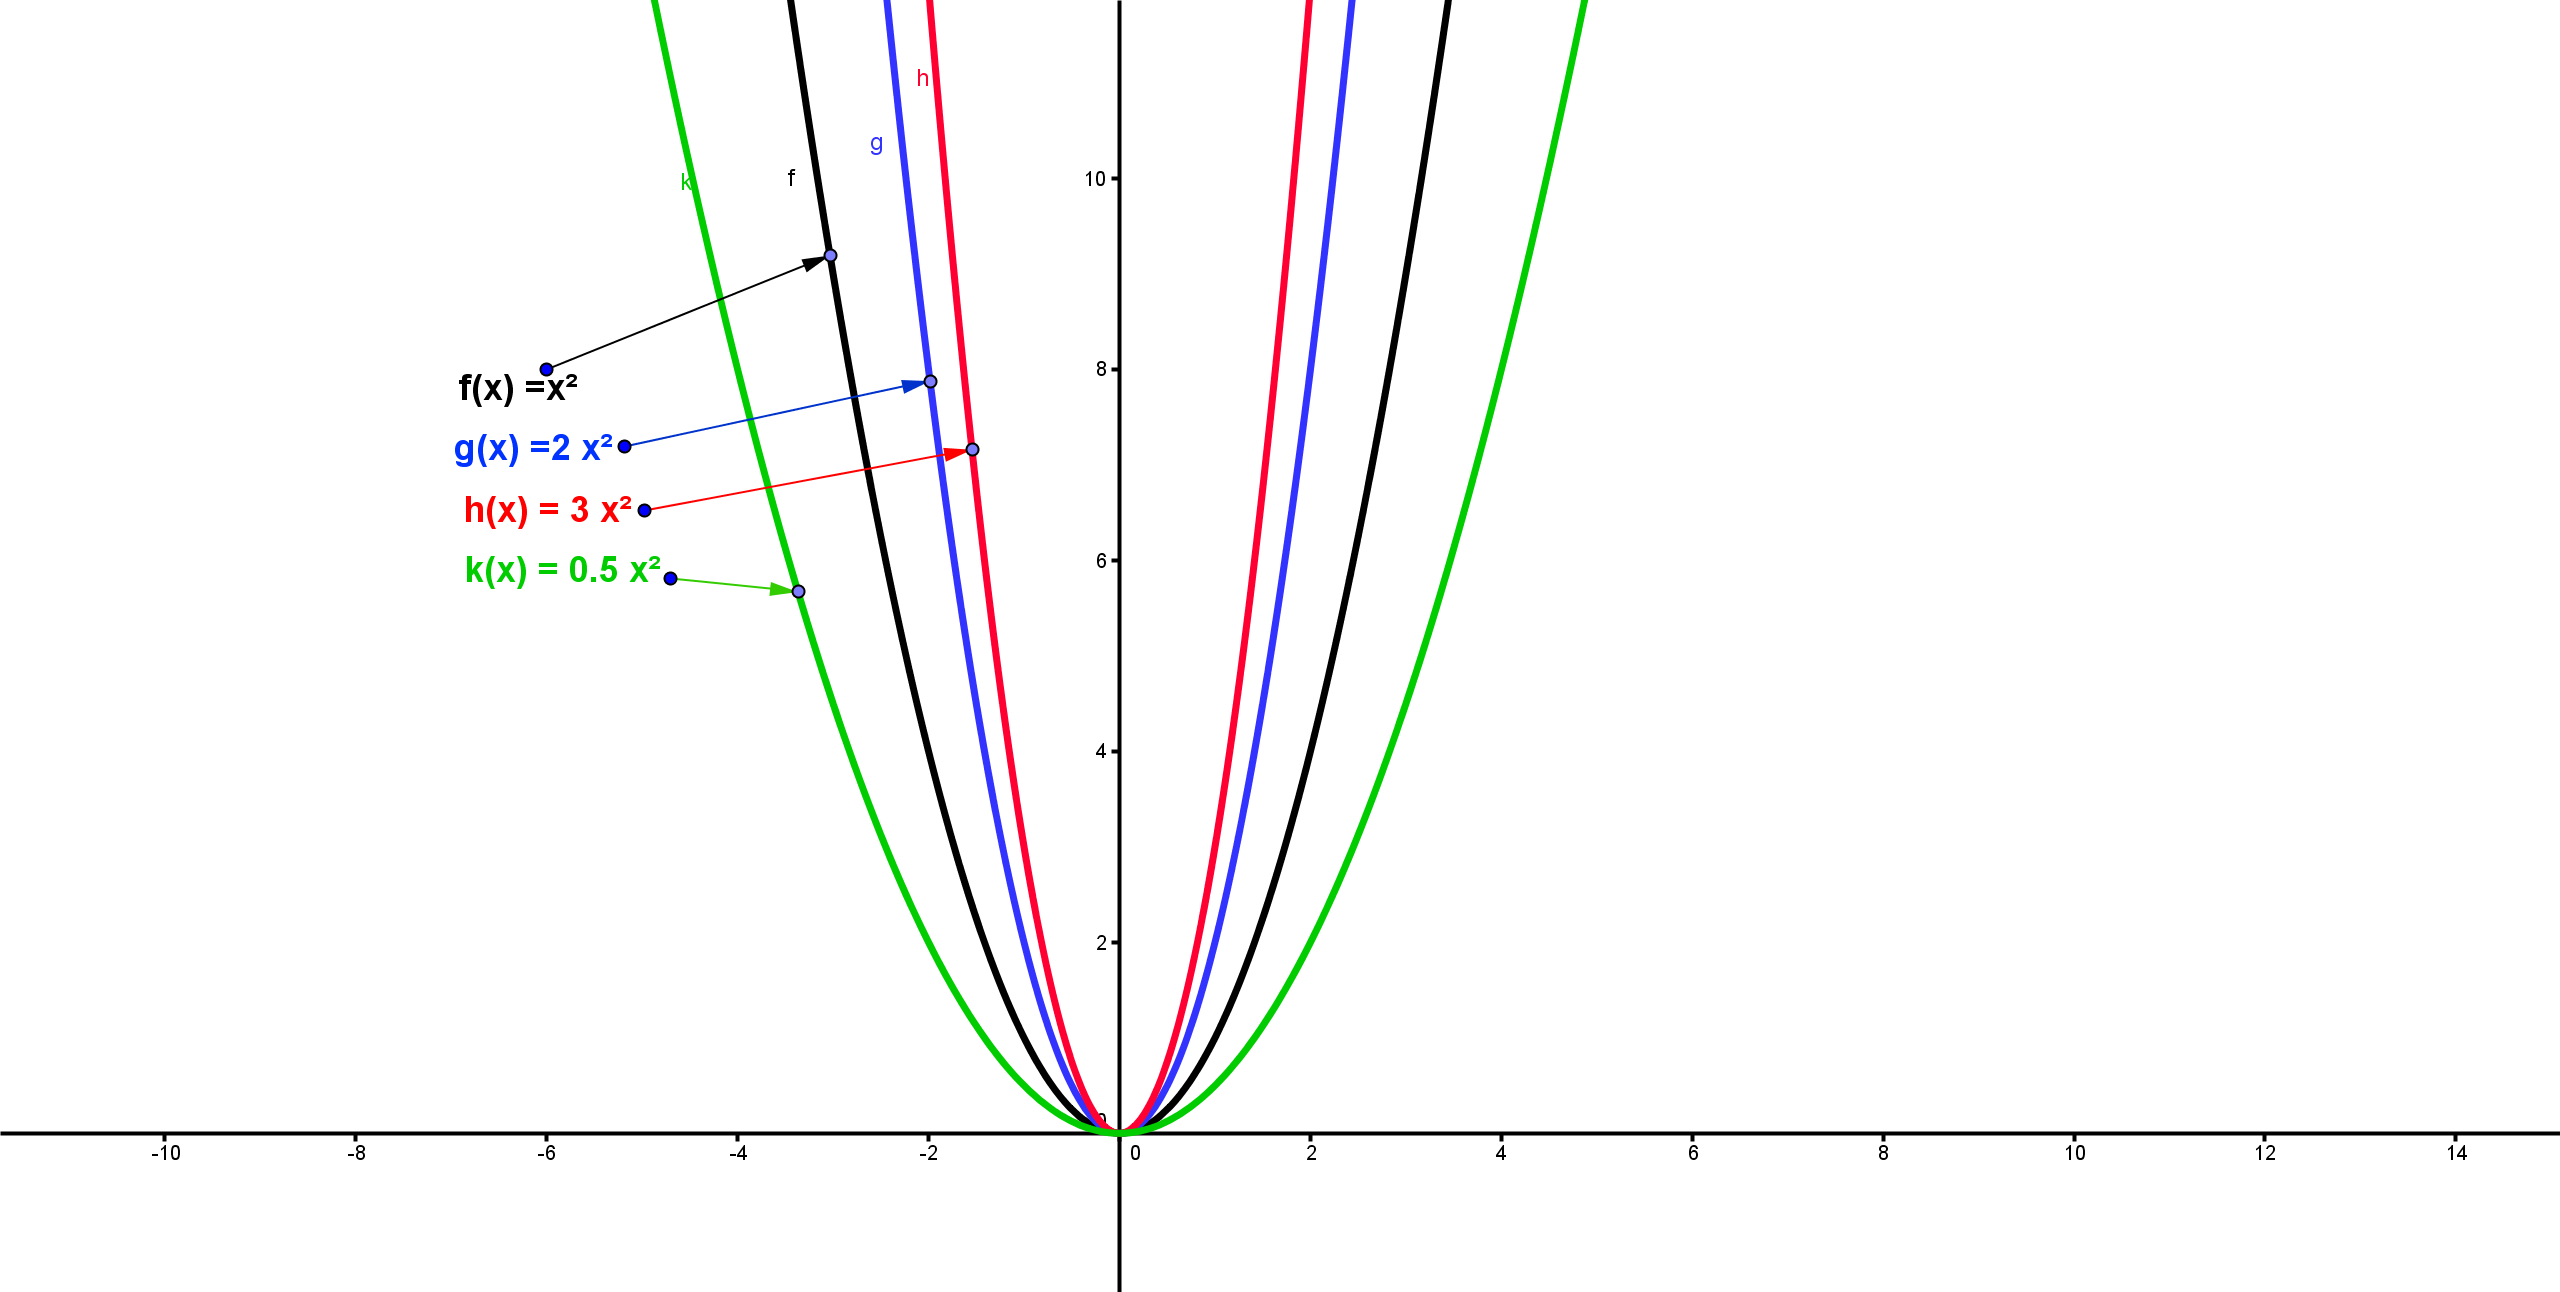 h
g
k
f
10
f(x) =x²
8
g(x) =2 x²
h(x) = 3 x²
6
k(x) = 0.5 x²
4
2
0
-10 -8 -6 -4 -2 0 2 4 6 8 10 12 14